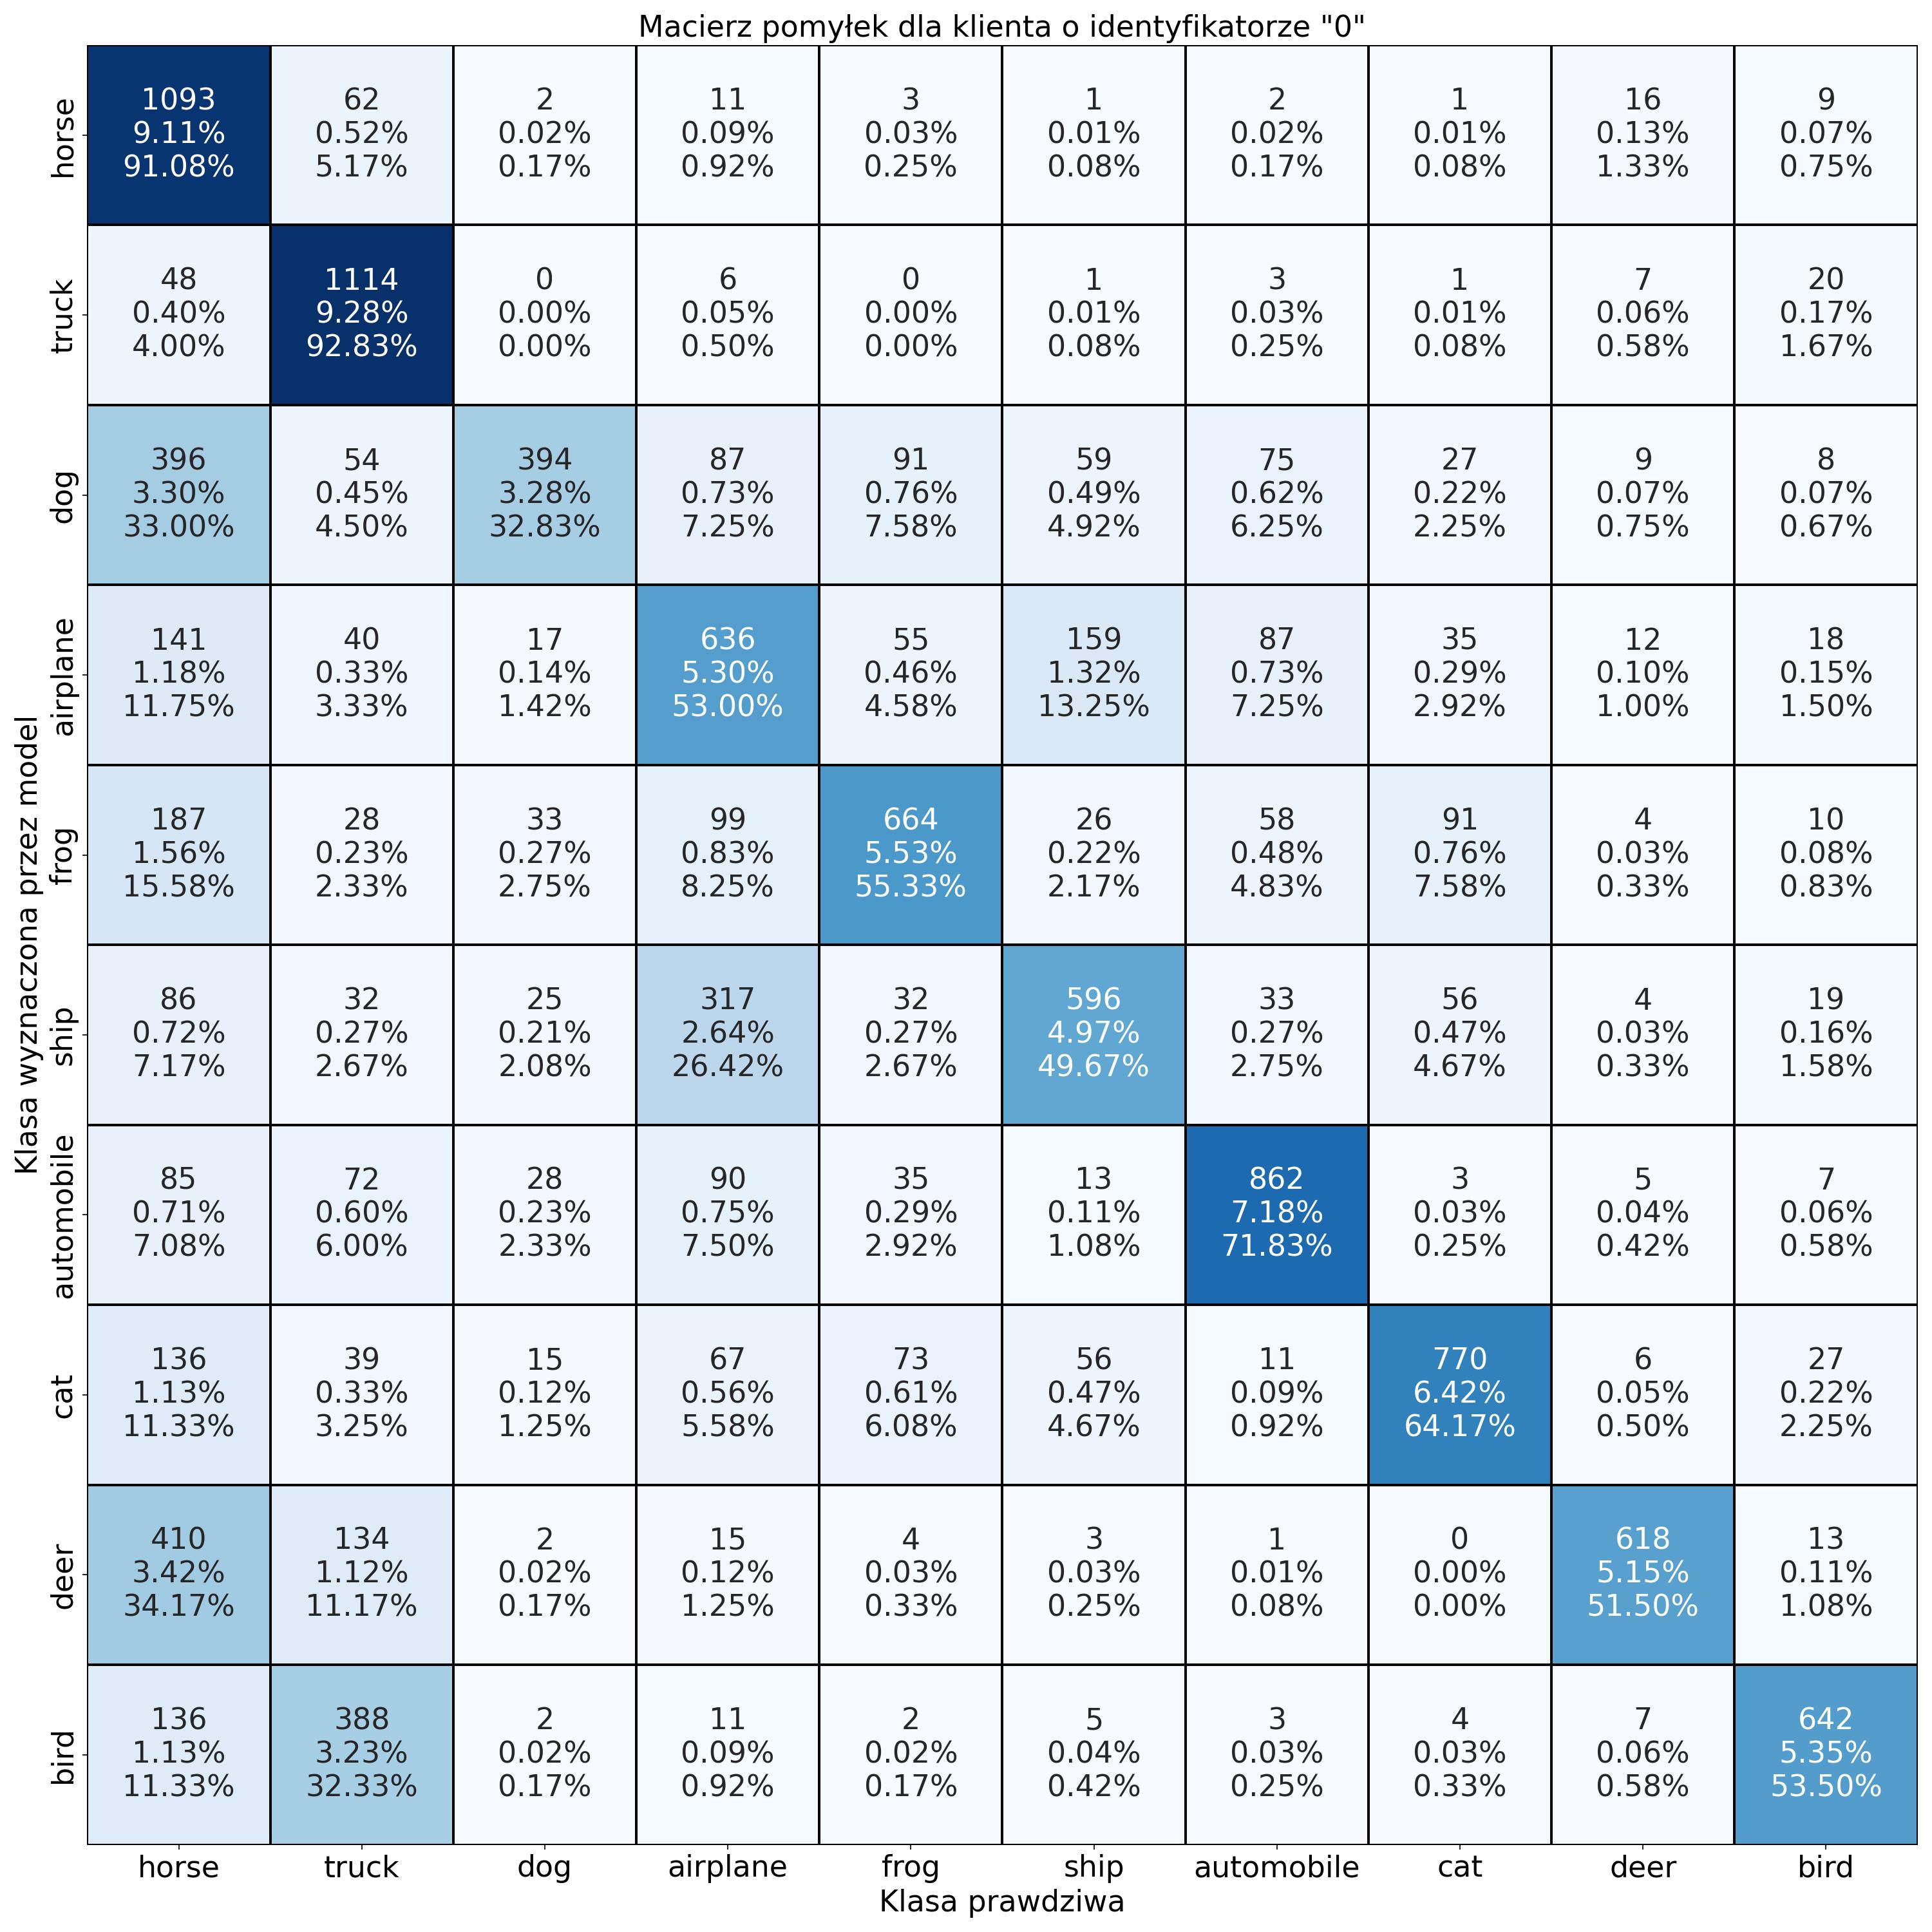 Macierz pomyłek dla klienta o identyfikatorze "0"
Klasa wyznaczona przez model
horse
1093 62 2 11 3 1 2 1 16 9
9.11% 0.52% 0.02% 0.09% 0.03% 0.01% 0.02% 0.01% 0.13% 0.07%
91.08% 5.17% 0.17% 0.92% 0.25% 0.08% 0.17% 0.08% 1.33% 0.75%
truck
48 1114 0 6 0 1 3 1 7 20
0.40% 9.28% 0.00% 0.05% 0.00% 0.01% 0.03% 0.01% 0.06% 0.17%
4.00% 92.83% 0.00% 0.50% 0.00% 0.08% 0.25% 0.08% 0.58% 1.67%
dog
396 54 394 87 91 59 75 27 9 8
3.30% 0.45% 3.28% 0.73% 0.76% 0.49% 0.62% 0.22% 0.07% 0.07%
33.00% 4.50% 32.83% 7.25% 7.58% 4.92% 6.25% 2.25% 0.75% 0.67%
airplane
141 40 17 636 55 159 87 35 12 18
1.18% 0.33% 0.14% 5.30% 0.46% 1.32% 0.73% 0.29% 0.10% 0.15%
11.75% 3.33% 1.42% 53.00% 4.58% 13.25% 7.25% 2.92% 1.00% 1.50%
frog
187 28 33 99 664 26 58 91 4 10
1.56% 0.23% 0.27% 0.83% 5.53% 0.22% 0.48% 0.76% 0.03% 0.08%
15.58% 2.33% 2.75% 8.25% 55.33% 2.17% 4.83% 7.58% 0.33% 0.83%
ship
86 32 25 317 32 596 33 56 4 19
0.72% 0.27% 0.21% 2.64% 0.27% 4.97% 0.27% 0.47% 0.03% 0.16%
7.17% 2.67% 2.08% 26.42% 2.67% 49.67% 2.75% 4.67% 0.33% 1.58%
automobile
85 72 28 90 35 13 862 3 5 7
0.71% 0.60% 0.23% 0.75% 0.29% 0.11% 7.18% 0.03% 0.04% 0.06%
7.08% 6.00% 2.33% 7.50% 2.92% 1.08% 71.83% 0.25% 0.42% 0.58%
cat
136 39 15 67 73 56 11 770 6 27
1.13% 0.33% 0.12% 0.56% 0.61% 0.47% 0.09% 6.42% 0.05% 0.22%
11.33% 3.25% 1.25% 5.58% 6.08% 4.67% 0.92% 64.17% 0.50% 2.25%
deer
410 134 2 15 4 3 1 0 618 13
3.42% 1.12% 0.02% 0.12% 0.03% 0.03% 0.01% 0.00% 5.15% 0.11%
34.17% 11.17% 0.17% 1.25% 0.33% 0.25% 0.08% 0.00% 51.50% 1.08%
bird
136 388 2 11 2 5 3 4 7 642
1.13% 3.23% 0.02% 0.09% 0.02% 0.04% 0.03% 0.03% 0.06% 5.35%
11.33% 32.33% 0.17% 0.92% 0.17% 0.42% 0.25% 0.33% 0.58% 53.50%
horse truck dog airplane frog ship automobile cat deer bird
Klasa prawdziwa